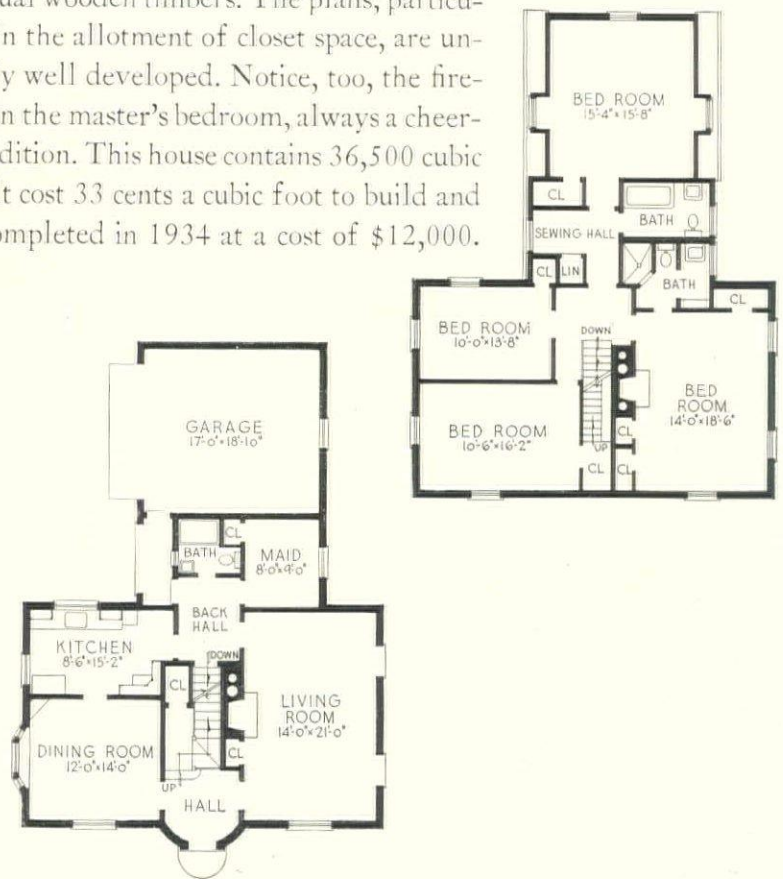 ual wooden timbers. The plans, particu-
n the allotment of closet space, are un-
y well developed. Notice, too, the fire-
n the master's bedroom, always a cheer-
dition. This house contains 36,500 cubic
t cost 33 cents a cubic foot to build and
ompleted in 1934 at a cost of $12,000.
BED ROOM
15'-4"×15'-8"
CL
BATH
SEWING HALL
CL
LIN
BATH
CL
BED ROOM
10'-0"×13'-8"
DOWN
BED
ROOM
14'-0"×18'-6"
BED ROOM
10'-6"×16'-2"
UP
CL
CL
CL
GARAGE
17'-0"×18'-10"
CL
BATH
MAID
8'-0"×9'-0"
BACK
HALL
KITCHEN
8'-6"×15'-2"
DOWN
CL
LIVING
ROOM
14'-0"×21'-0"
DINING ROOM
12'-0"×14'-0"
CL
UP
HALL